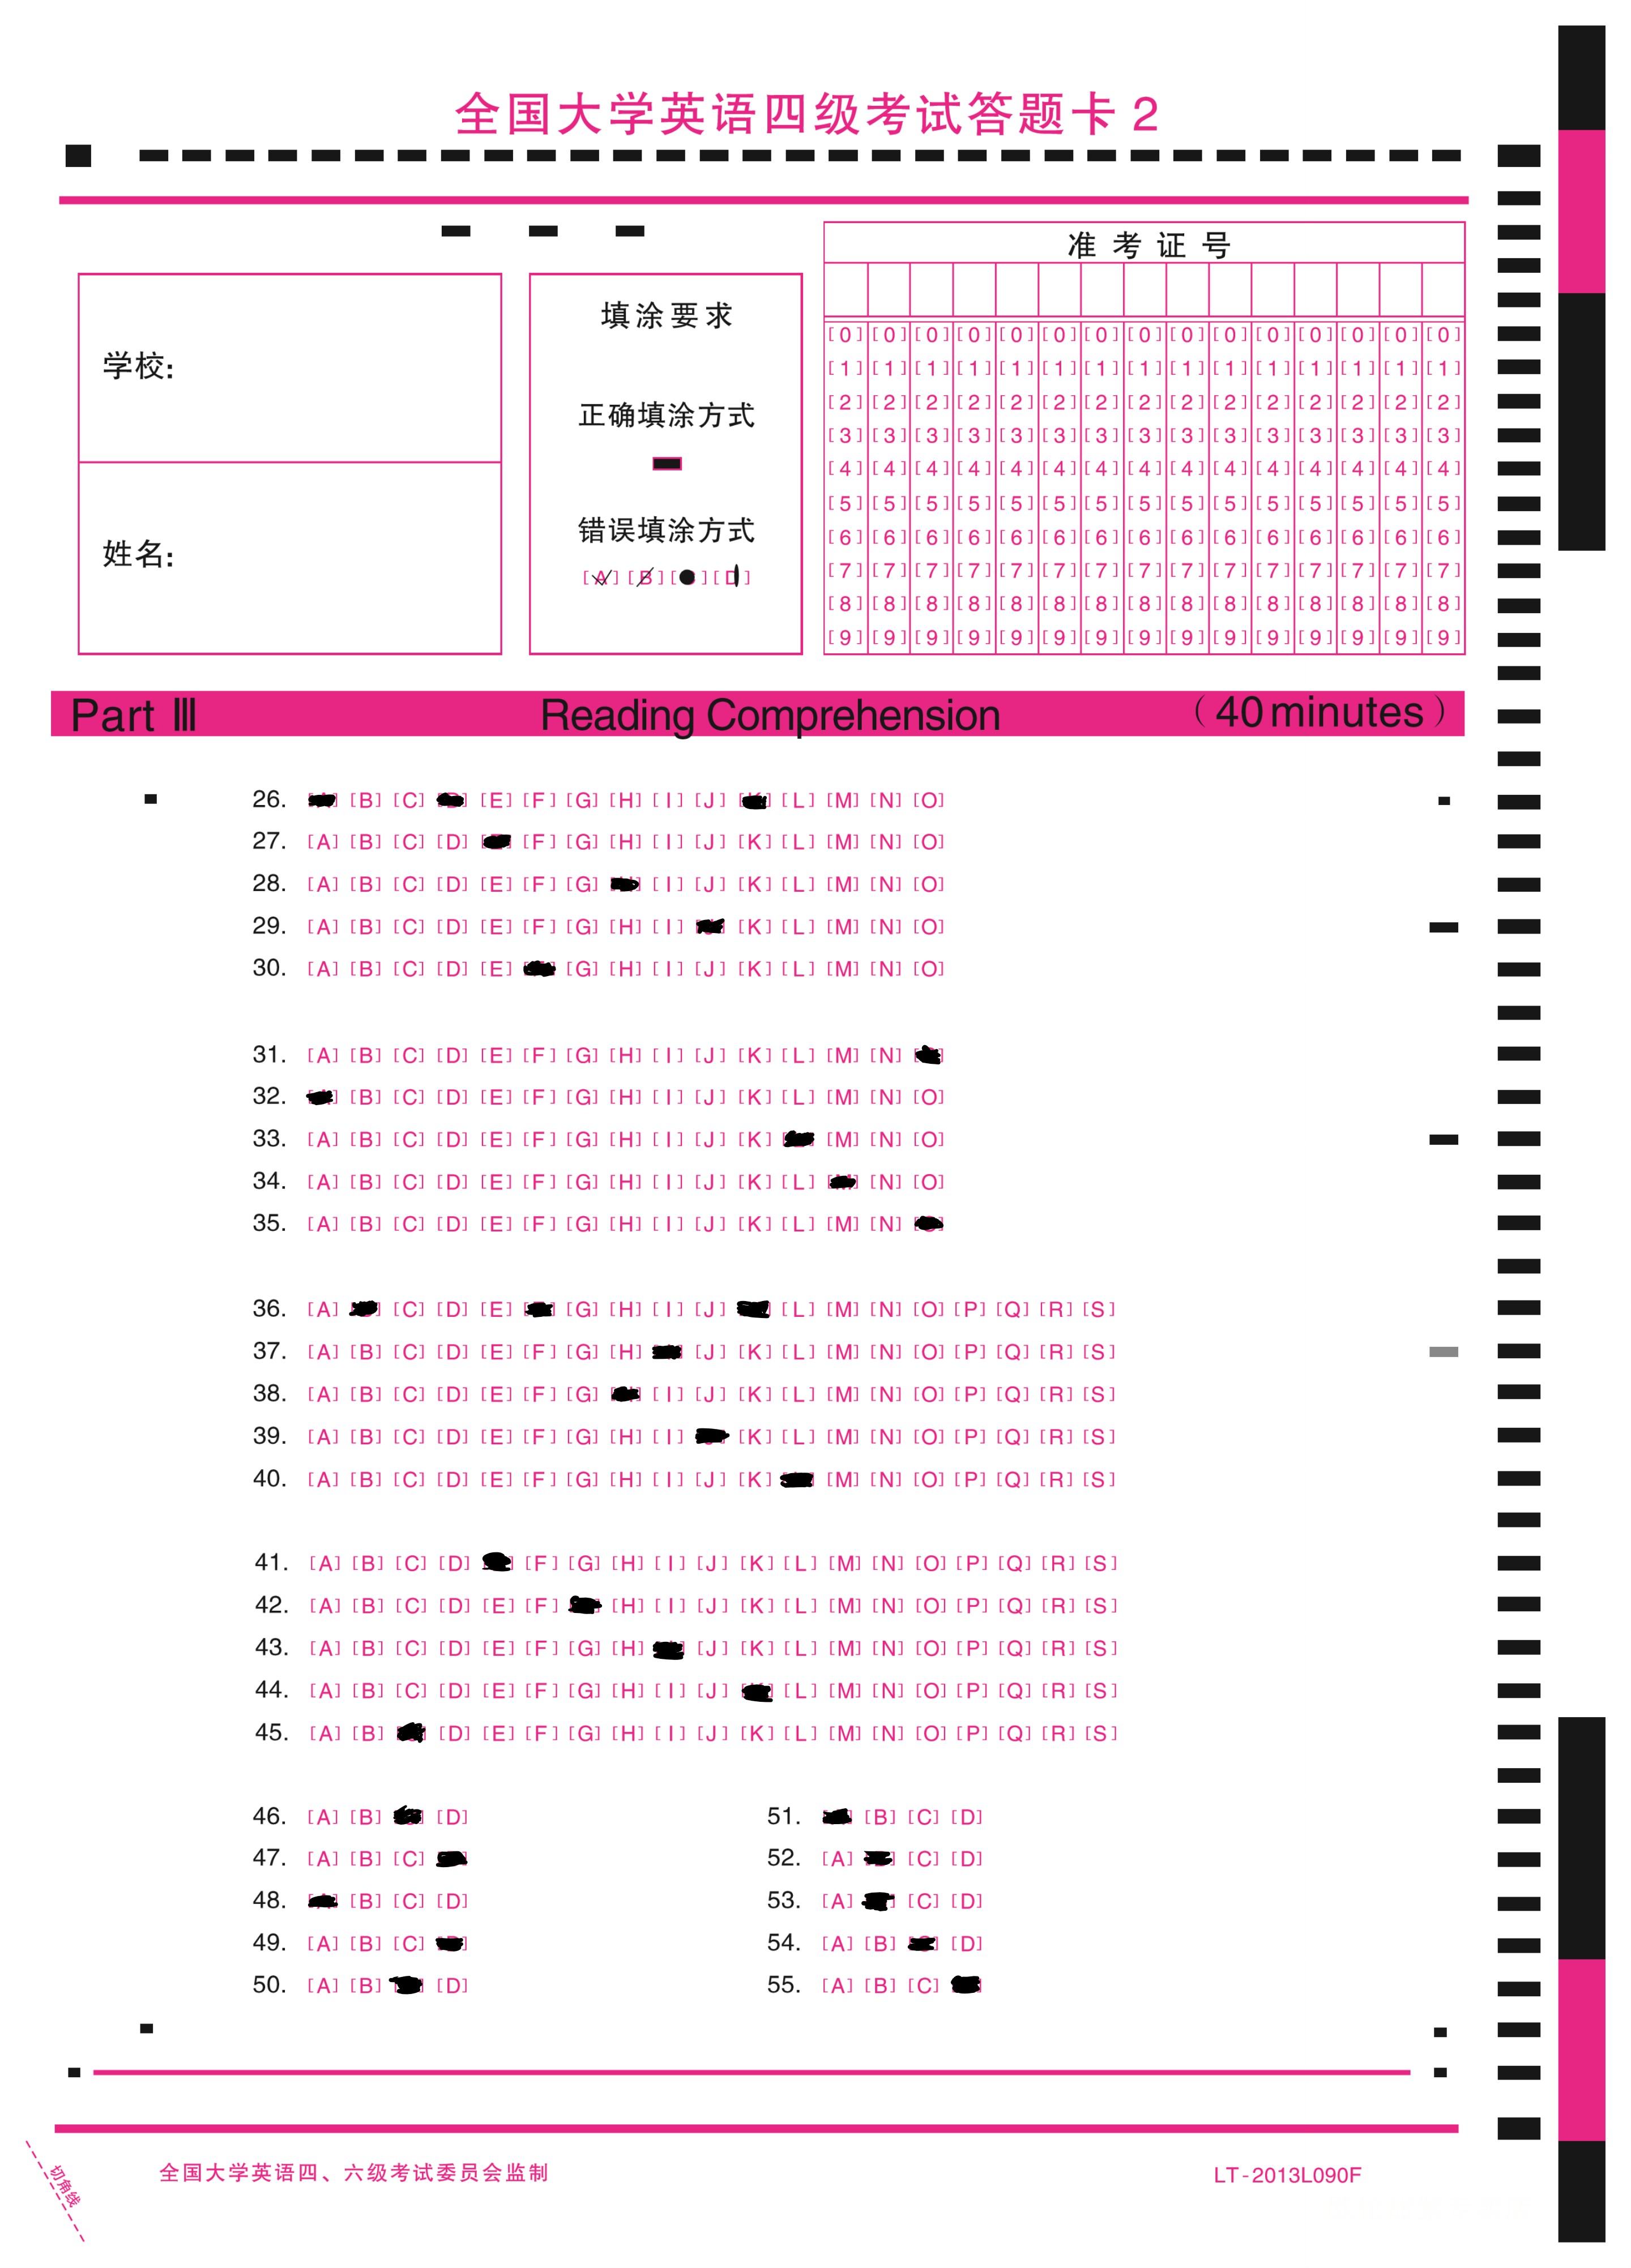 全国大学英语四级考试答题卡2
准考证号
填涂要求
学校:
正确填涂方式
错误填涂方式
姓名:
[A] [B] [ ] [D]
[0] [0] [0] [0] [0] [0] [0] [0] [0] [0] [0] [0] [0] [0] [0]
[1] [1] [1] [1] [1] [1] [1] [1] [1] [1] [1] [1] [1] [1] [1]
[2] [2] [2] [2] [2] [2] [2] [2] [2] [2] [2] [2] [2] [2] [2]
[3] [3] [3] [3] [3] [3] [3] [3] [3] [3] [3] [3] [3] [3] [3]
[4] [4] [4] [4] [4] [4] [4] [4] [4] [4] [4] [4] [4] [4] [4]
[5] [5] [5] [5] [5] [5] [5] [5] [5] [5] [5] [5] [5] [5] [5]
[6] [6] [6] [6] [6] [6] [6] [6] [6] [6] [6] [6] [6] [6] [6]
[7] [7] [7] [7] [7] [7] [7] [7] [7] [7] [7] [7] [7] [7] [7]
[8] [8] [8] [8] [8] [8] [8] [8] [8] [8] [8] [8] [8] [8] [8]
[9] [9] [9] [9] [9] [9] [9] [9] [9] [9] [9] [9] [9] [9] [9]
Part Ⅲ Reading Comprehension (40 minutes)
26. [B] [C] [E] [F] [G] [H] [I] [J] [L] [M] [N] [O]
27. [A] [B] [C] [D] [F] [G] [H] [I] [J] [K] [L] [M] [N] [O]
28. [A] [B] [C] [D] [E] [F] [G] [I] [J] [K] [L] [M] [N] [O]
29. [A] [B] [C] [D] [E] [F] [G] [H] [I] [K] [L] [M] [N] [O]
30. [A] [B] [C] [D] [E] [G] [H] [I] [J] [K] [L] [M] [N] [O]
31. [A] [B] [C] [D] [E] [F] [G] [H] [I] [J] [K] [L] [M] [N]
32. [B] [C] [D] [E] [F] [G] [H] [I] [J] [K] [L] [M] [N] [O]
33. [A] [B] [C] [D] [E] [F] [G] [H] [I] [J] [K] [M] [N] [O]
34. [A] [B] [C] [D] [E] [F] [G] [H] [I] [J] [K] [L] [N] [O]
35. [A] [B] [C] [D] [E] [F] [G] [H] [I] [J] [K] [L] [M] [N]
36. [A] [C] [D] [E] [G] [H] [I] [J] [L] [M] [N] [O] [P] [Q] [R] [S]
37. [A] [B] [C] [D] [E] [F] [G] [H] [J] [K] [L] [M] [N] [O] [P] [Q] [R] [S]
38. [A] [B] [C] [D] [E] [F] [G] [I] [J] [K] [L] [M] [N] [O] [P] [Q] [R] [S]
39. [A] [B] [C] [D] [E] [F] [G] [H] [I] [K] [L] [M] [N] [O] [P] [Q] [R] [S]
40. [A] [B] [C] [D] [E] [F] [G] [H] [I] [J] [K] [M] [N] [O] [P] [Q] [R] [S]
41. [A] [B] [C] [D] [F] [G] [H] [I] [J] [K] [L] [M] [N] [O] [P] [Q] [R] [S]
42. [A] [B] [C] [D] [E] [F] [H] [I] [J] [K] [L] [M] [N] [O] [P] [Q] [R] [S]
43. [A] [B] [C] [D] [E] [F] [G] [H] [J] [K] [L] [M] [N] [O] [P] [Q] [R] [S]
44. [A] [B] [C] [D] [E] [F] [G] [H] [I] [J] [L] [M] [N] [O] [P] [Q] [R] [S]
45. [A] [B] [D] [E] [F] [G] [H] [I] [J] [K] [L] [M] [N] [O] [P] [Q] [R] [S]
46. [A] [B] [D] 51. [B] [C] [D]
47. [A] [B] [C] 52. [A] [C] [D]
48. [B] [C] [D] 53. [A] [C] [D]
49. [A] [B] [C] 54. [A] [B] [D]
50. [A] [B] [D] 55. [A] [B] [C]
切角线
全国大学英语四、六级考试委员会监制
LT-2013L090F